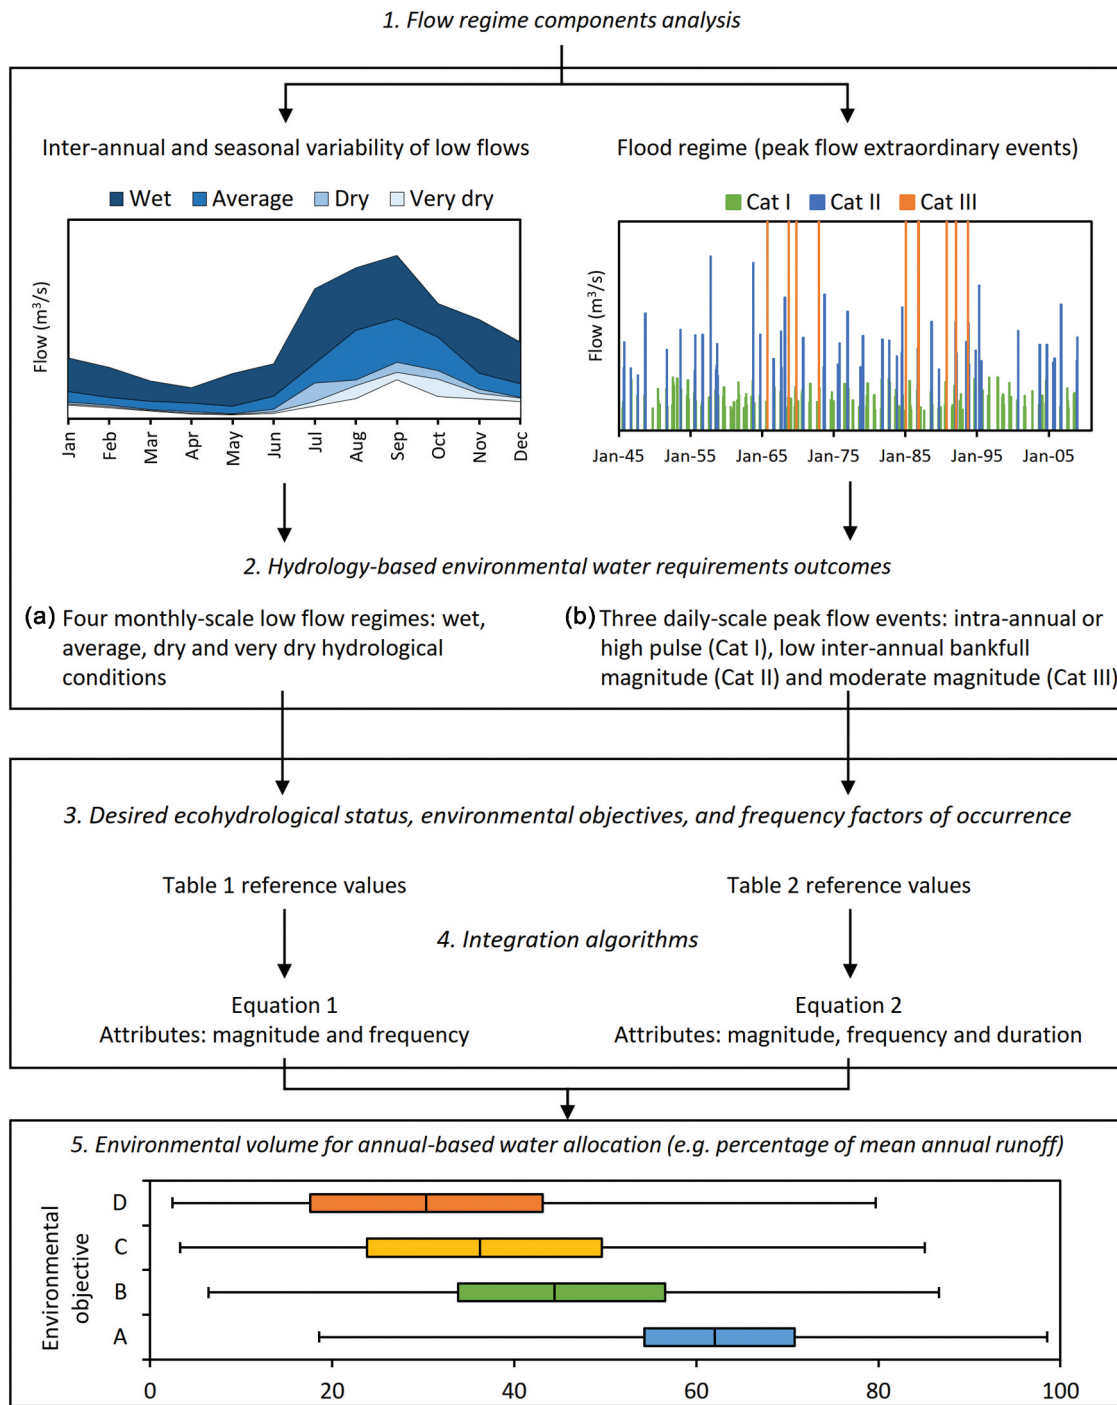 1. Flow regime components analysis
Inter-annual and seasonal variability of low flows
Wet Average Dry Very dry
Flow (m³/s)
Jan Feb Mar Apr May Jun Jul Aug Sep Oct Nov Dec
Flood regime (peak flow extraordinary events)
Cat I Cat II Cat III
Flow (m³/s)
Jan-45 Jan-55 Jan-65 Jan-75 Jan-85 Jan-95 Jan-05
2. Hydrology-based environmental water requirements outcomes
(a) Four monthly-scale low flow regimes: wet,
average, dry and very dry hydrological
conditions
(b) Three daily-scale peak flow events: intra-annual or
high pulse (Cat I), low inter-annual bankfull
magnitude (Cat II) and moderate magnitude (Cat III)
3. Desired ecohydrological status, environmental objectives, and frequency factors of occurrence
Table 1 reference values
Table 2 reference values
4. Integration algorithms
Equation 1
Attributes: magnitude and frequency
Equation 2
Attributes: magnitude, frequency and duration
5. Environmental volume for annual-based water allocation (e.g. percentage of mean annual runoff)
Environmental
objective
D
C
B
A
0 20 40 60 80 100